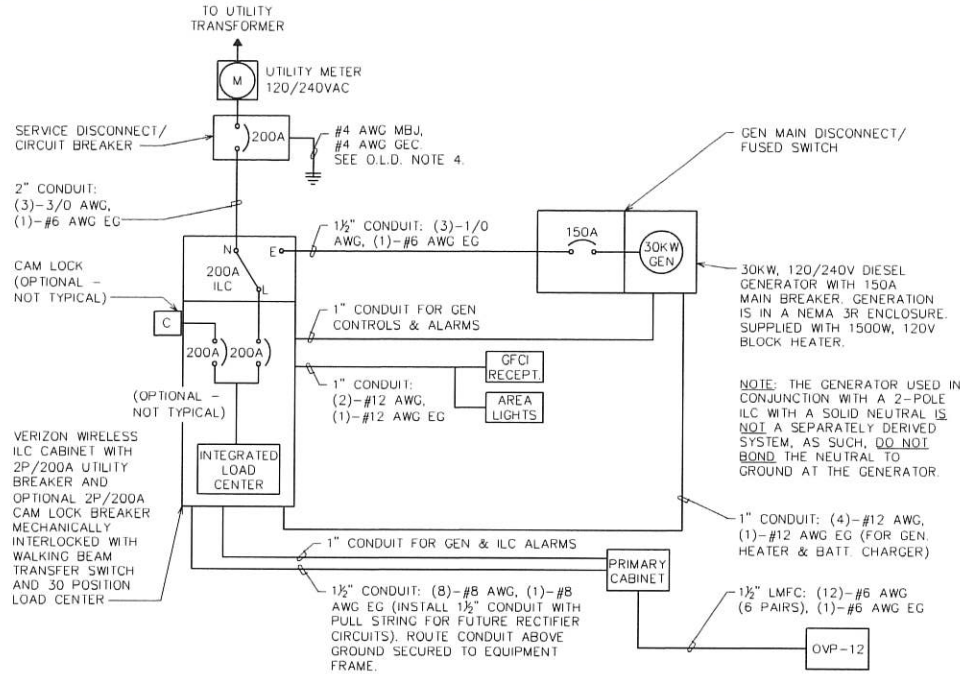 TO UTILITY
TRANSFORMER
M
UTILITY METER
120/240VAC
SERVICE DISCONNECT/
CIRCUIT BREAKER
200A
#4 AWG MBJ,
#4 AWG GEC.
SEE O.L.D. NOTE 4.
GEN MAIN DISCONNECT/
FUSED SWITCH
2" CONDUIT:
(3)-3/0 AWG,
(1)-#6 AWG EG
1½" CONDUIT: (3)-1/0
AWG, (1)-#6 AWG EG
150A
30KW
GEN
N
E
200A
ILC
L
CAM LOCK
(OPTIONAL -
NOT TYPICAL)
C
200A
200A
30KW, 120/240V DIESEL
GENERATOR WITH 150A
MAIN BREAKER. GENERATION
IS IN A NEMA 3R ENCLOSURE.
SUPPLIED WITH 1500W, 120V
BLOCK HEATER.
1" CONDUIT FOR GEN
CONTROLS & ALARMS
GFCI
RECEPT.
AREA
LIGHTS
1" CONDUIT:
(2)-#12 AWG,
(1)-#12 AWG EG
(OPTIONAL -
NOT TYPICAL)
NOTE: THE GENERATOR USED IN
CONJUNCTION WITH A 2-POLE
ILC WITH A SOLID NEUTRAL IS
NOT A SEPARATELY DERIVED
SYSTEM, AS SUCH, DO NOT
BOND THE NEUTRAL TO
GROUND AT THE GENERATOR.
VERIZON WIRELESS
ILC CABINET WITH
2P/200A UTILITY
BREAKER AND
OPTIONAL 2P/200A
CAM LOCK BREAKER
MECHANICALLY
INTERLOCKED WITH
WALKING BEAM
TRANSFER SWITCH
AND 30 POSITION
LOAD CENTER
INTEGRATED
LOAD
CENTER
1" CONDUIT: (4)-#12 AWG,
(1)-#12 AWG EG (FOR GEN.
HEATER & BATT. CHARGER)
1" CONDUIT FOR GEN & ILC ALARMS
PRIMARY
CABINET
1½" CONDUIT: (8)-#8 AWG, (1)-#8
AWG EG (INSTALL 1½" CONDUIT WITH
PULL STRING FOR FUTURE RECTIFIER
CIRCUITS). ROUTE CONDUIT ABOVE
GROUND SECURED TO EQUIPMENT
FRAME.
1½" LMFC: (12)-#6 AWG
(6 PAIRS), (1)-#6 AWG EG
OVP-12